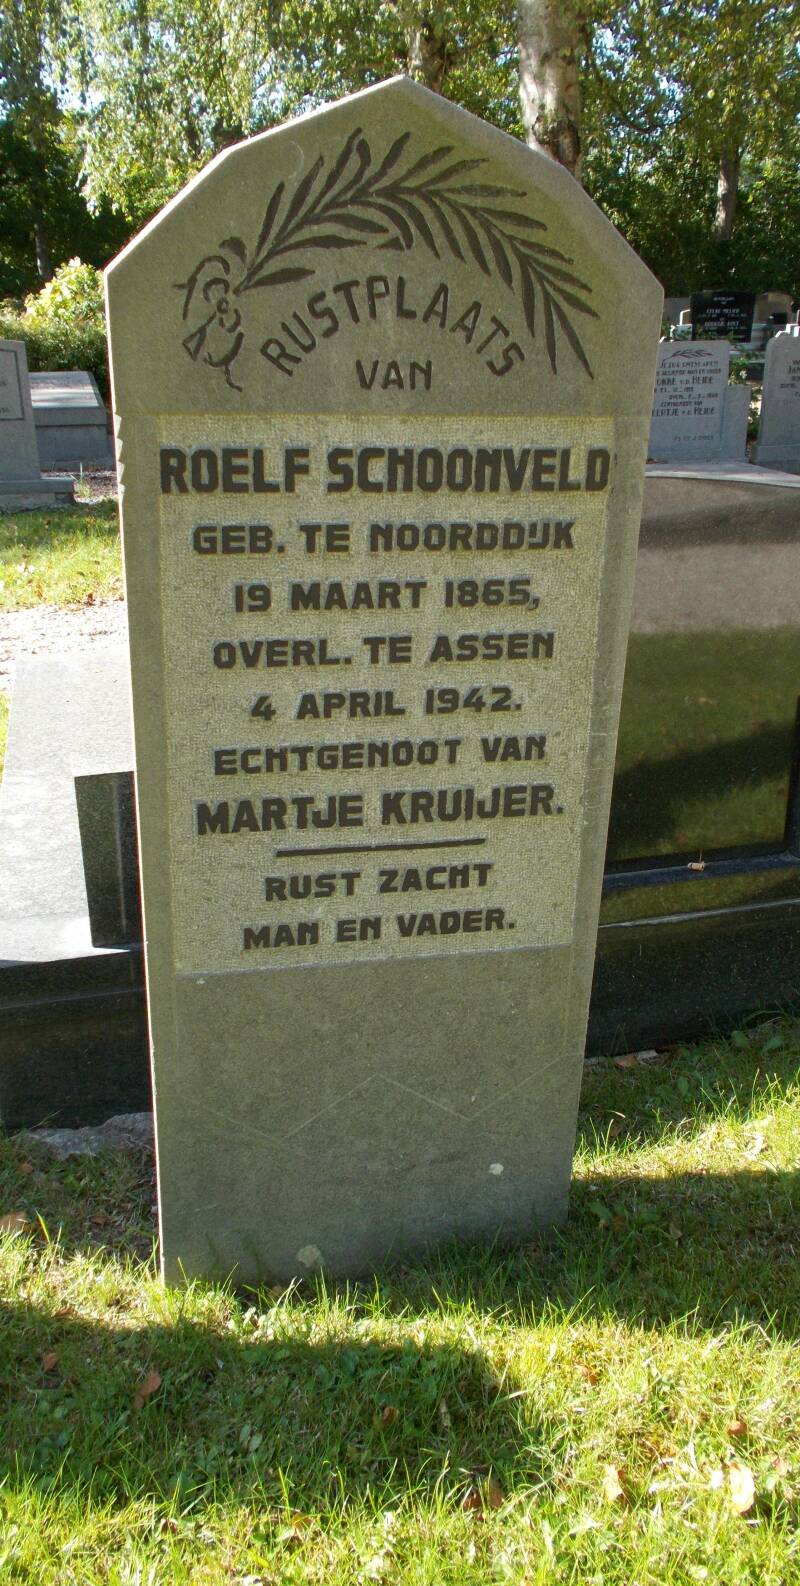 RUSTPLAATS
VAN
ROELF SCHOONVELD
GEB. TE NOORDDIJK
19 MAART 1865,
OVERL. TE ASSEN
4 APRIL 1942.
ECHTGENOOT VAN
MARTJE KRUIJER.
RUST ZACHT
MAN EN VADER.